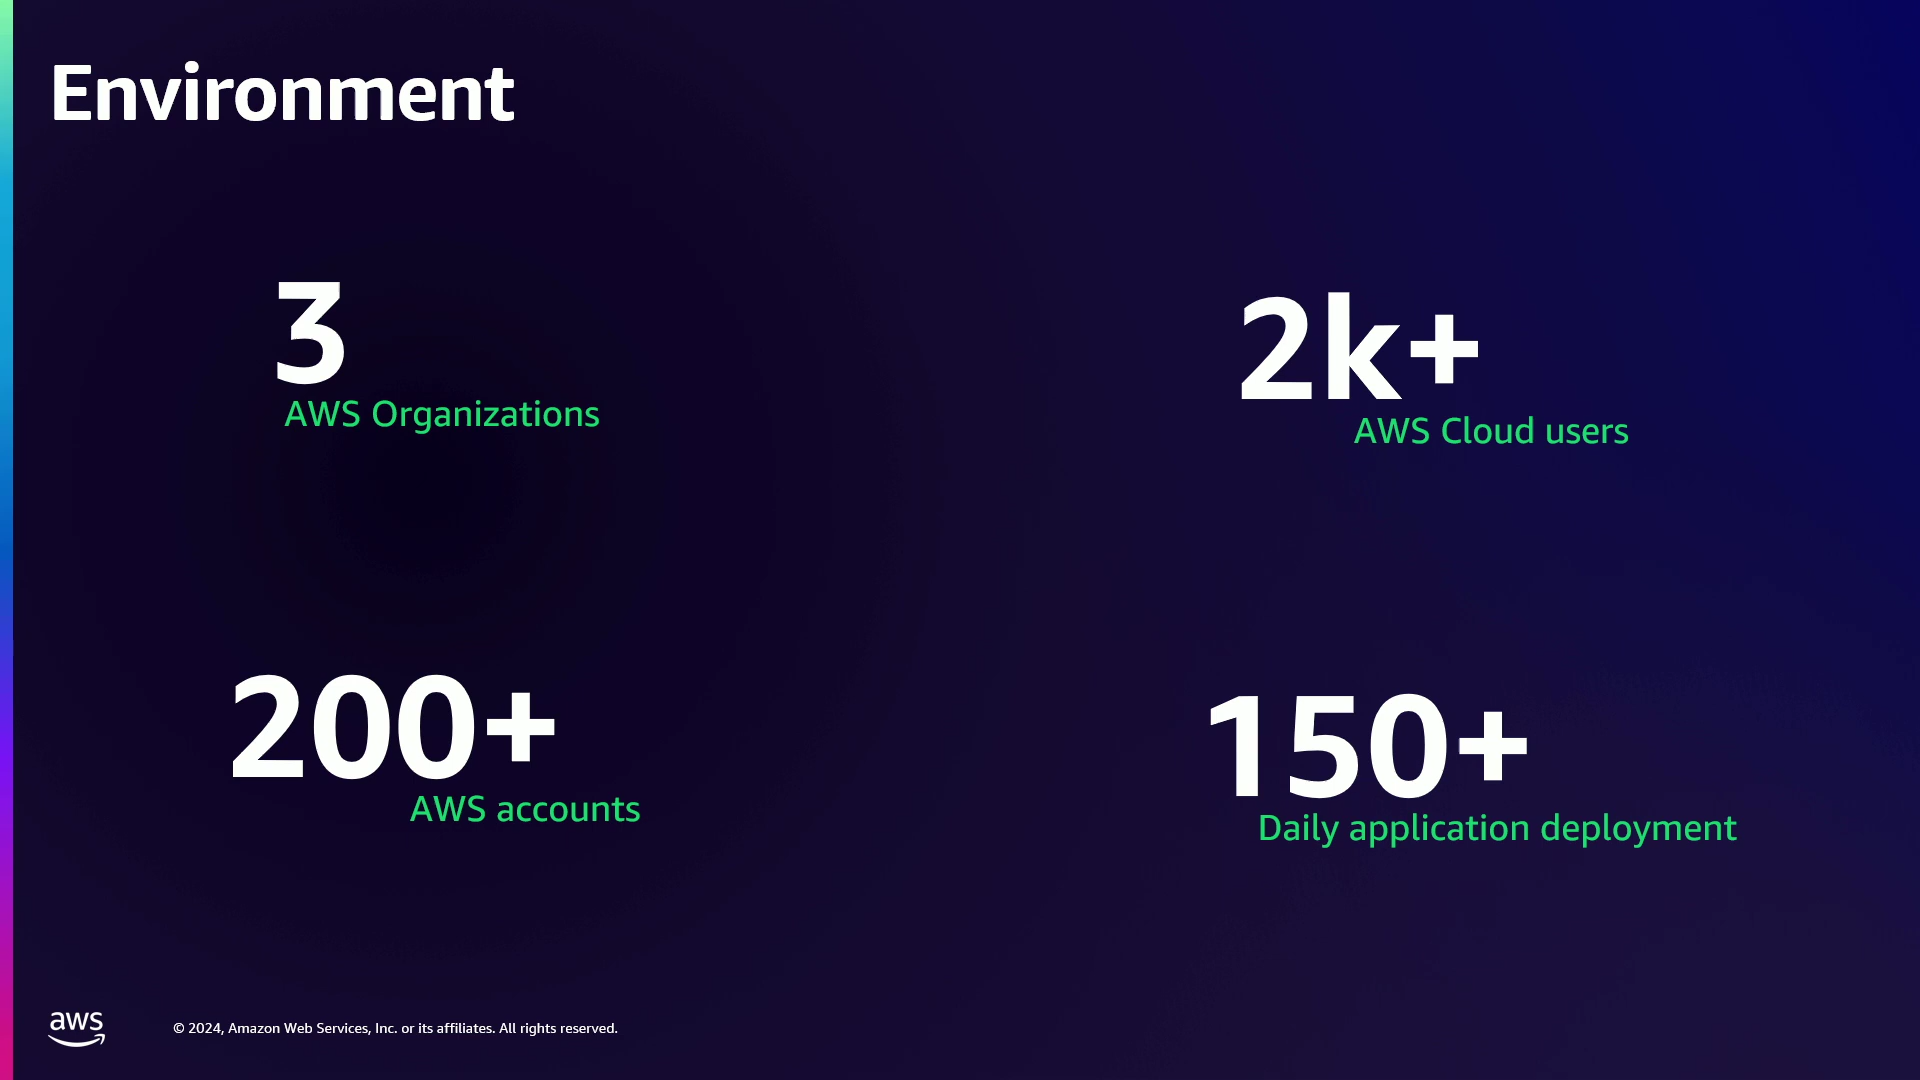 Environment
3
AWS Organizations
2k+
AWS Cloud users
200+
AWS accounts
150+
Daily application deployment
aws
© 2024, Amazon Web Services, Inc. or its affiliates. All rights reserved.